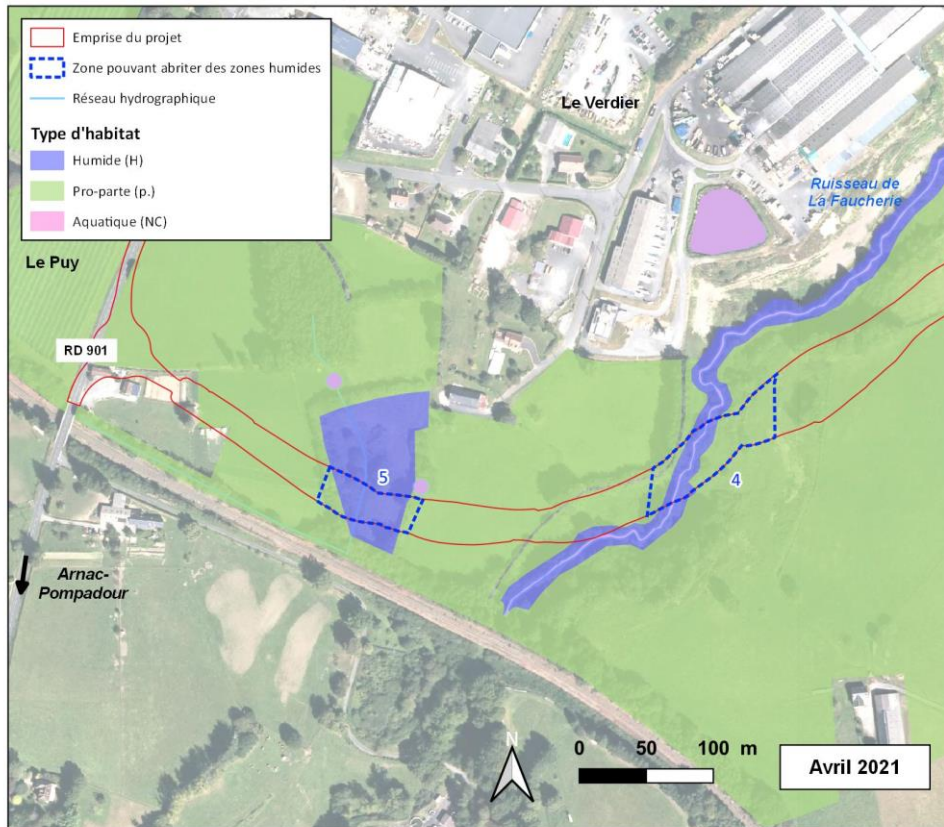 Emprise du projet
Zone pouvant abriter des zones humides
Réseau hydrographique
Type d'habitat
Humide (H)
Pro-parte (p.)
Aquatique (NC)
Le Verdier
Ruisseau de
La Faucherie
Le Puy
RD 901
5
4
Arnac-
Pompadour
N
0 50 100 m
Avril 2021